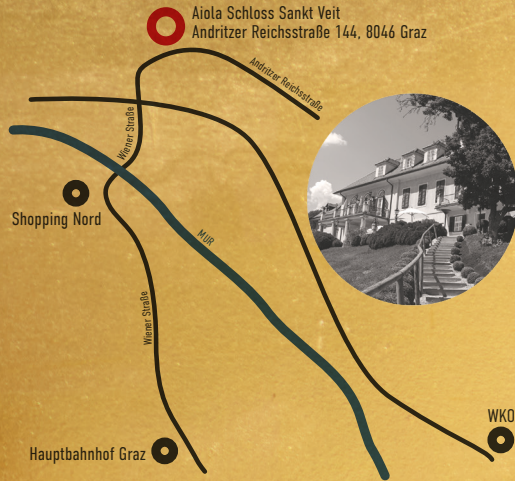 Aiola Schloss Sankt Veit
Andritzer Reichsstraße 144, 8046 Graz
Andritzer Reichsstraße
Wiener Straße
Shopping Nord
MUR
Wiener Straße
WKO
Hauptbahnhof Graz